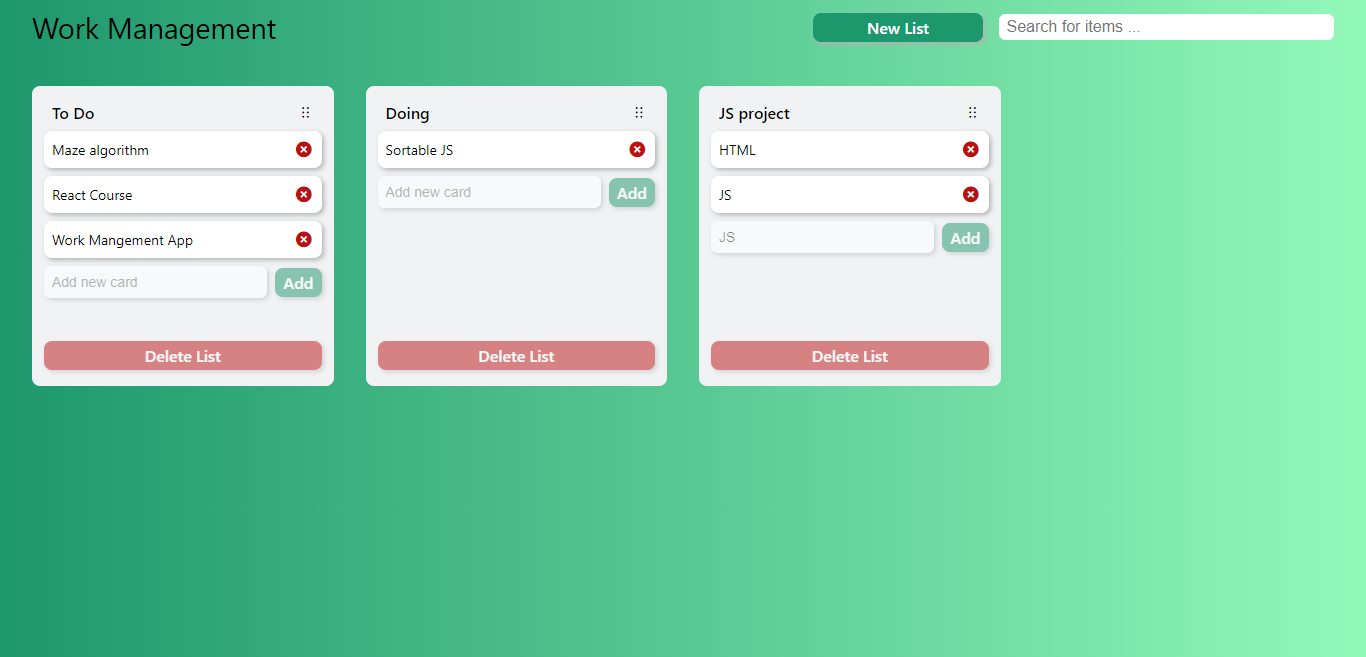 Work Management
New List
Search for items ...
To Do
Maze algorithm
React Course
Work Mangement App
Add new card
Add
Delete List
Doing
Sortable JS
Add new card
Add
Delete List
JS project
HTML
JS
JS
Add
Delete List